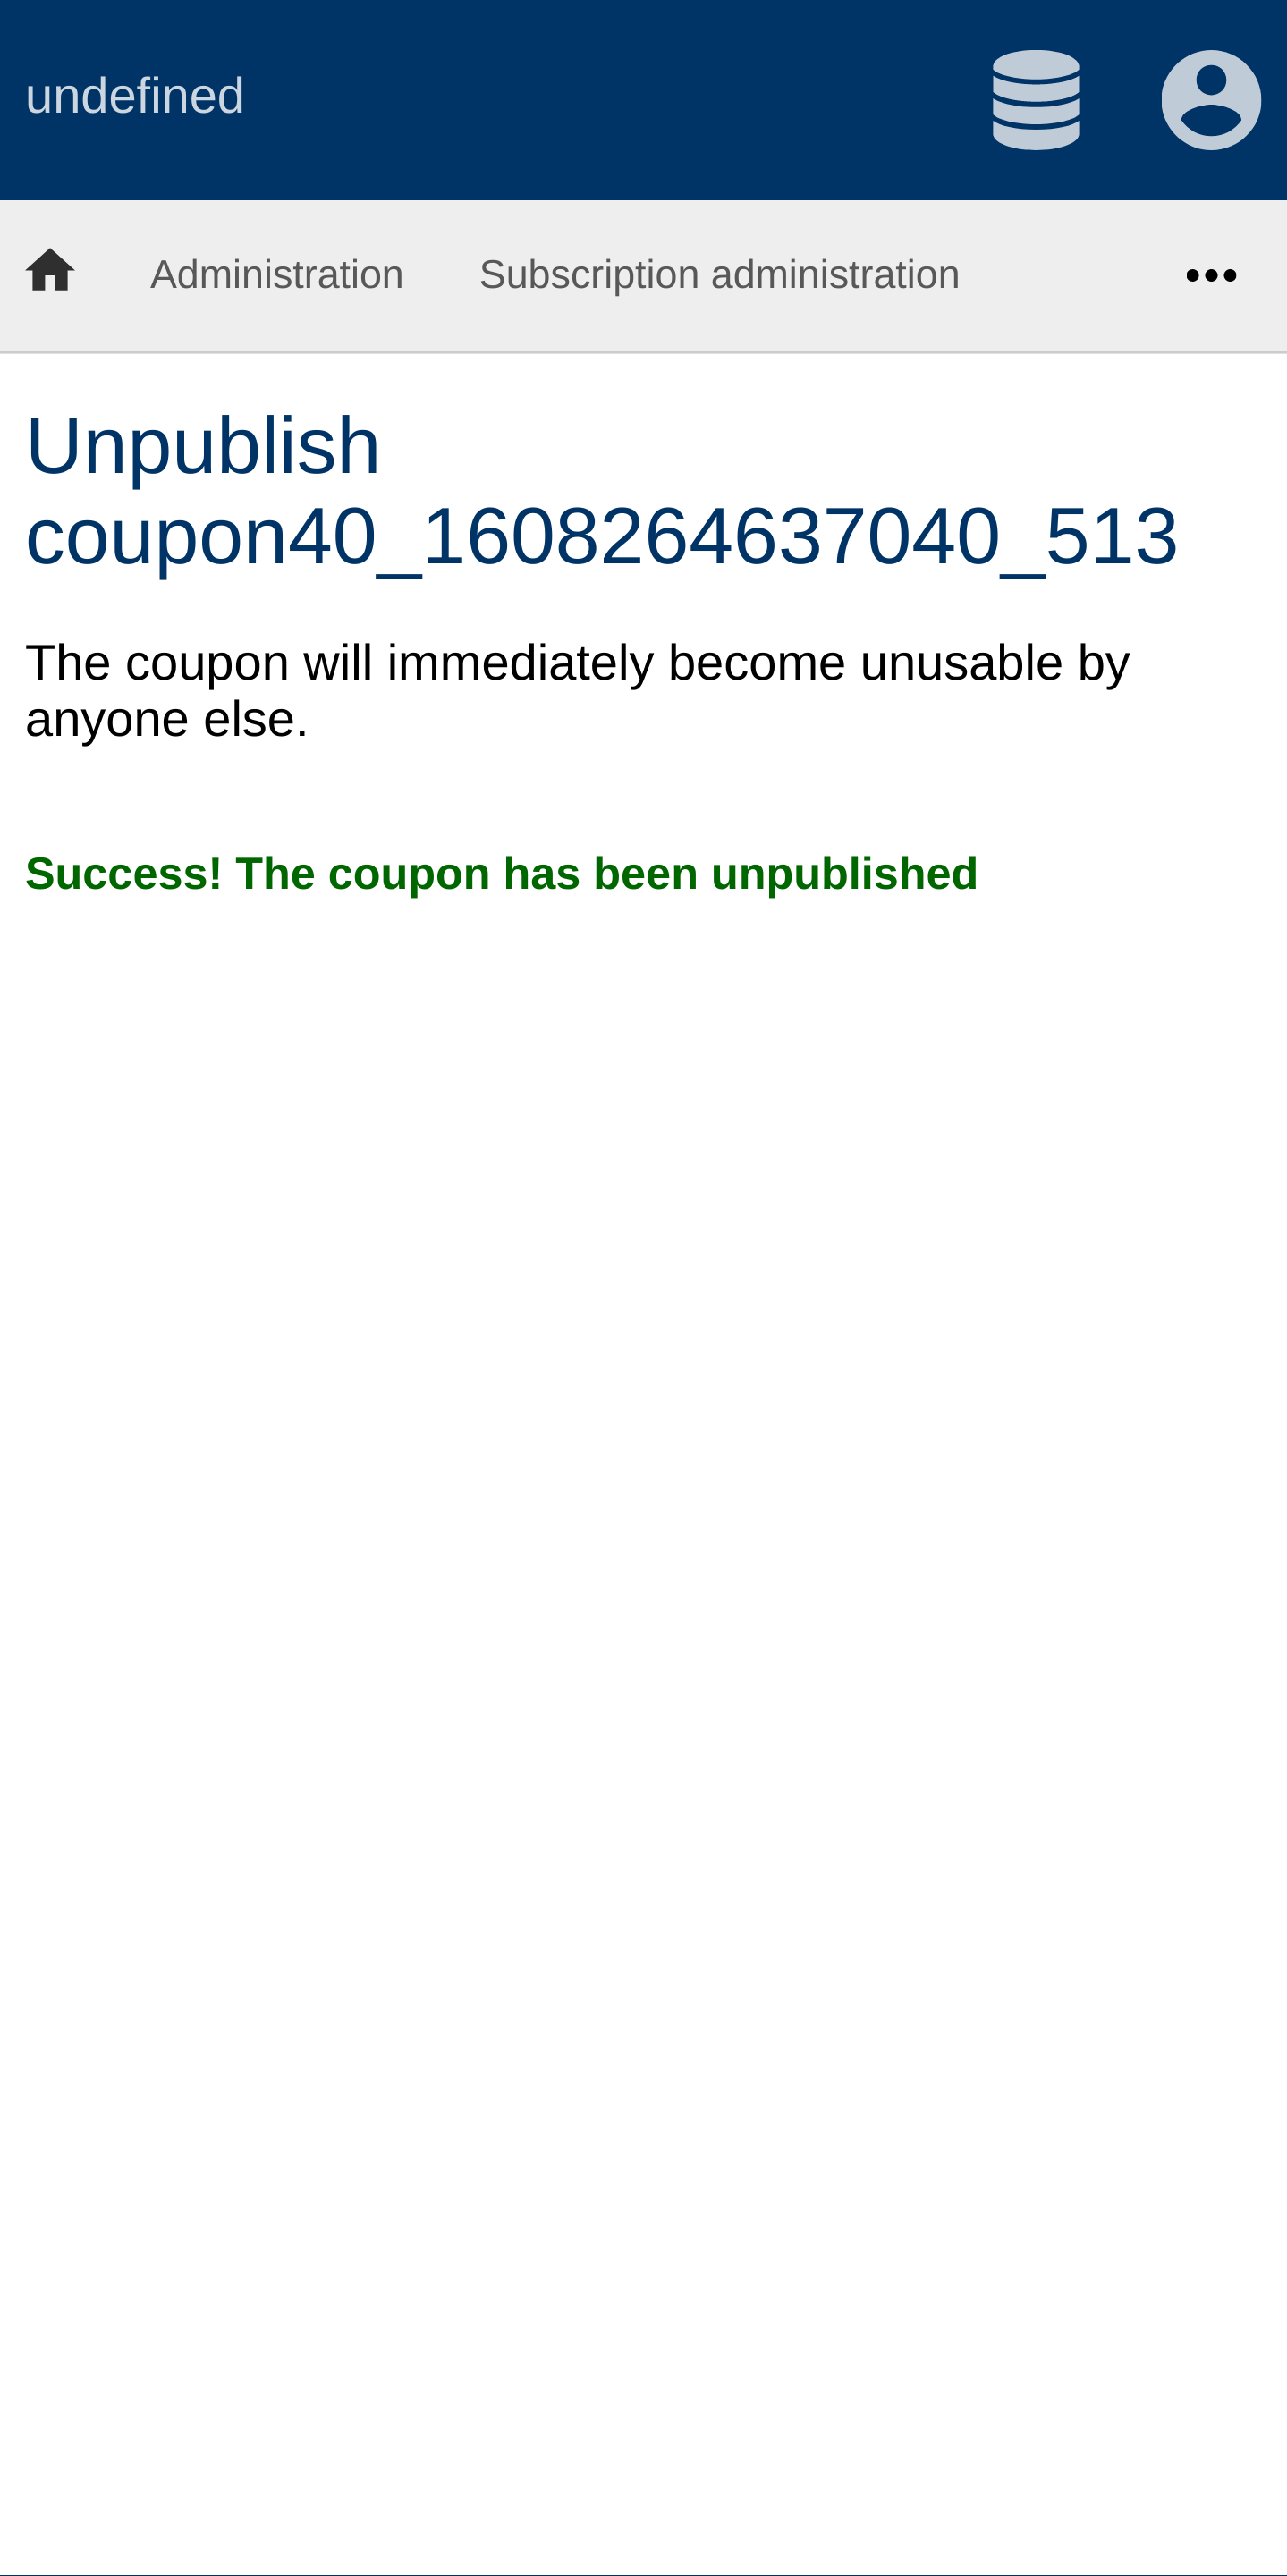 undefined
Administration Subscription administration
Unpublish
coupon40_1608264637040_513
The coupon will immediately become unusable by
anyone else.
Success! The coupon has been unpublished